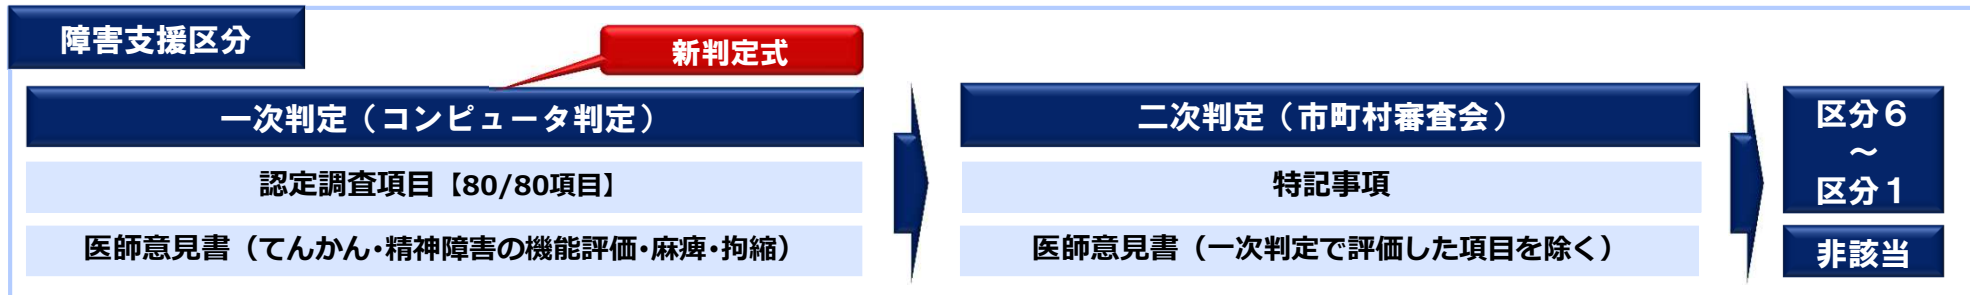 障害支援区分
新判定式
一次判定（コンピュータ判定）
認定調査項目【80/80項目】
医師意見書（てんかん・精神障害の機能評価・麻痺・拘縮）
二次判定（市町村審査会）
特記事項
医師意見書（一次判定で評価した項目を除く）
区分６
～
区分１
非該当